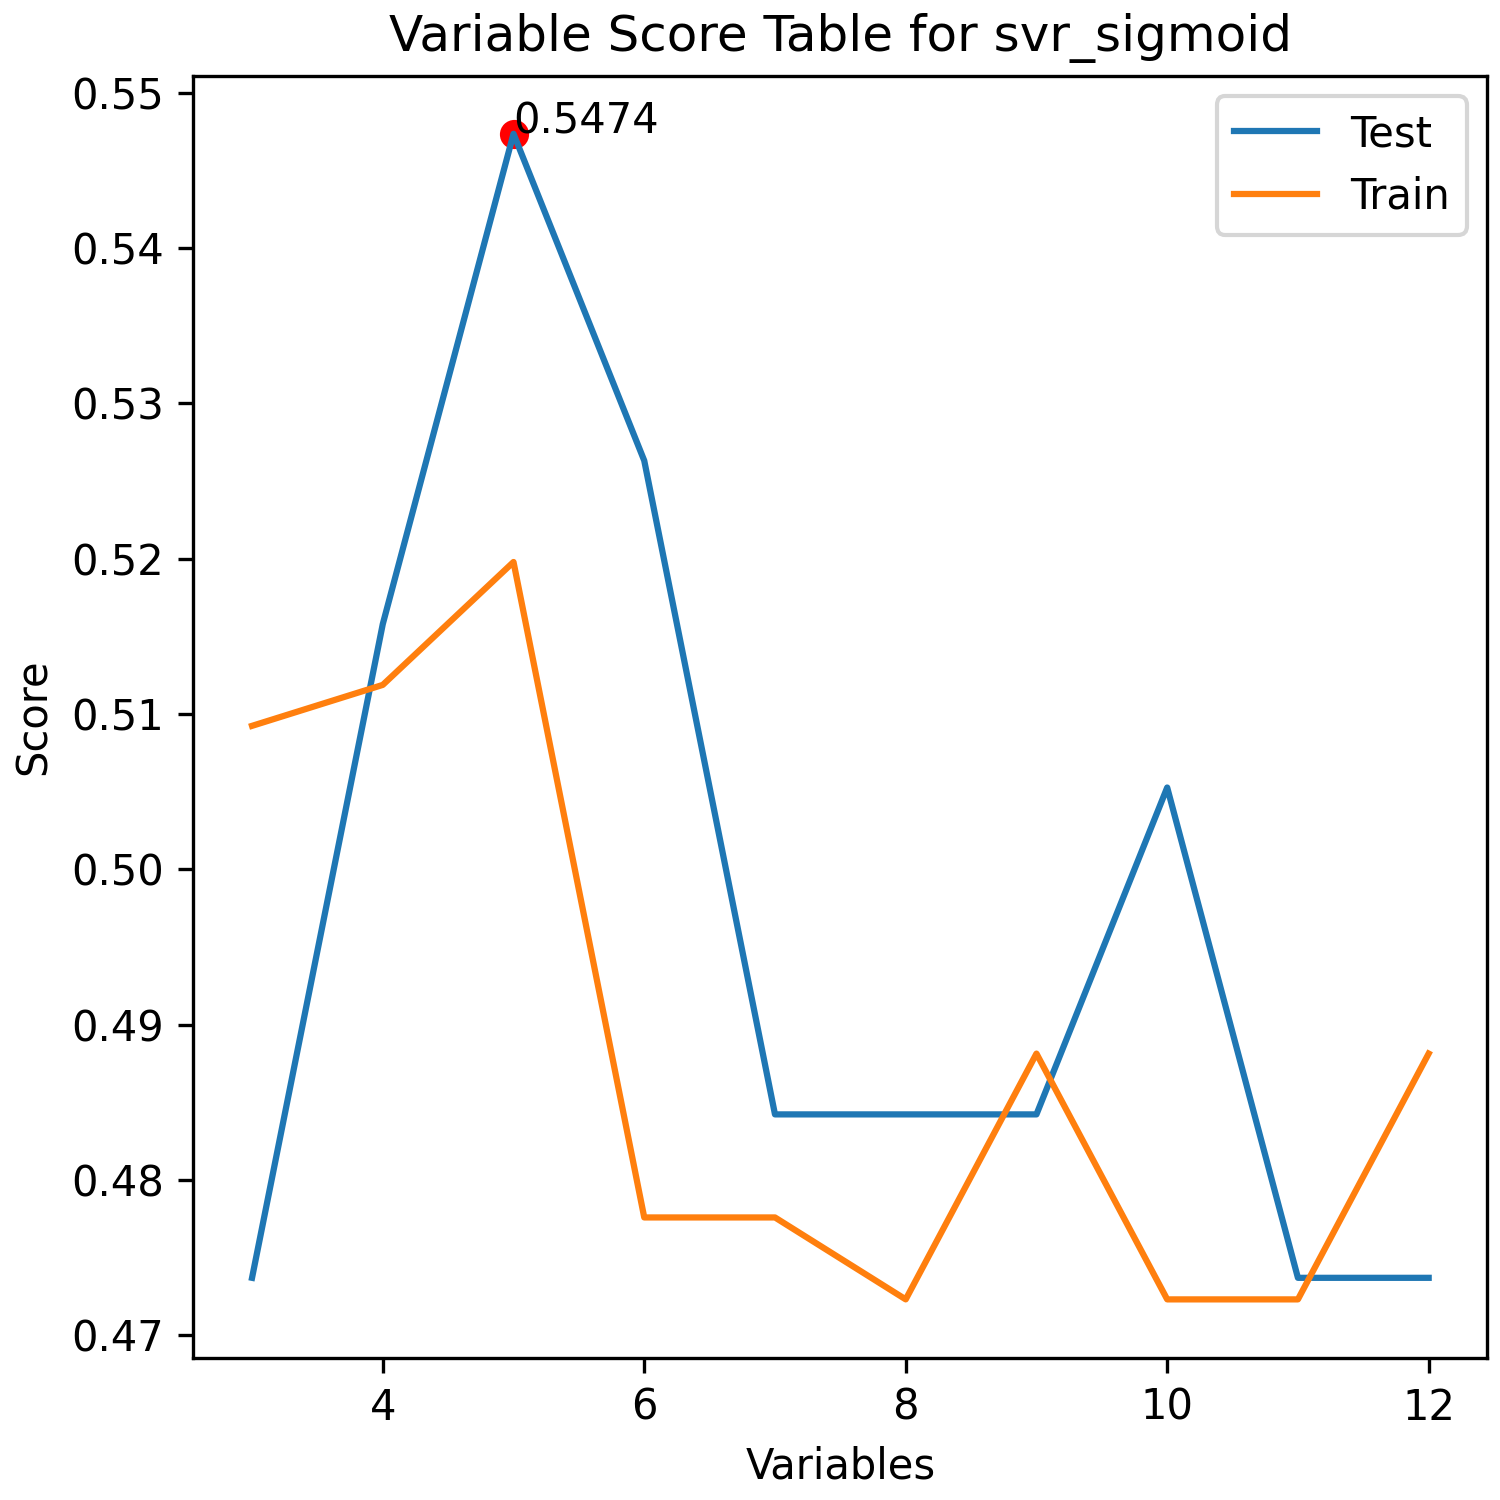 Variable Score Table for svr_sigmoid
0.5474
Test
Train
0.55
0.54
0.53
0.52
0.51
0.50
0.49
0.48
0.47
Score
4 6 8 10 12
Variables